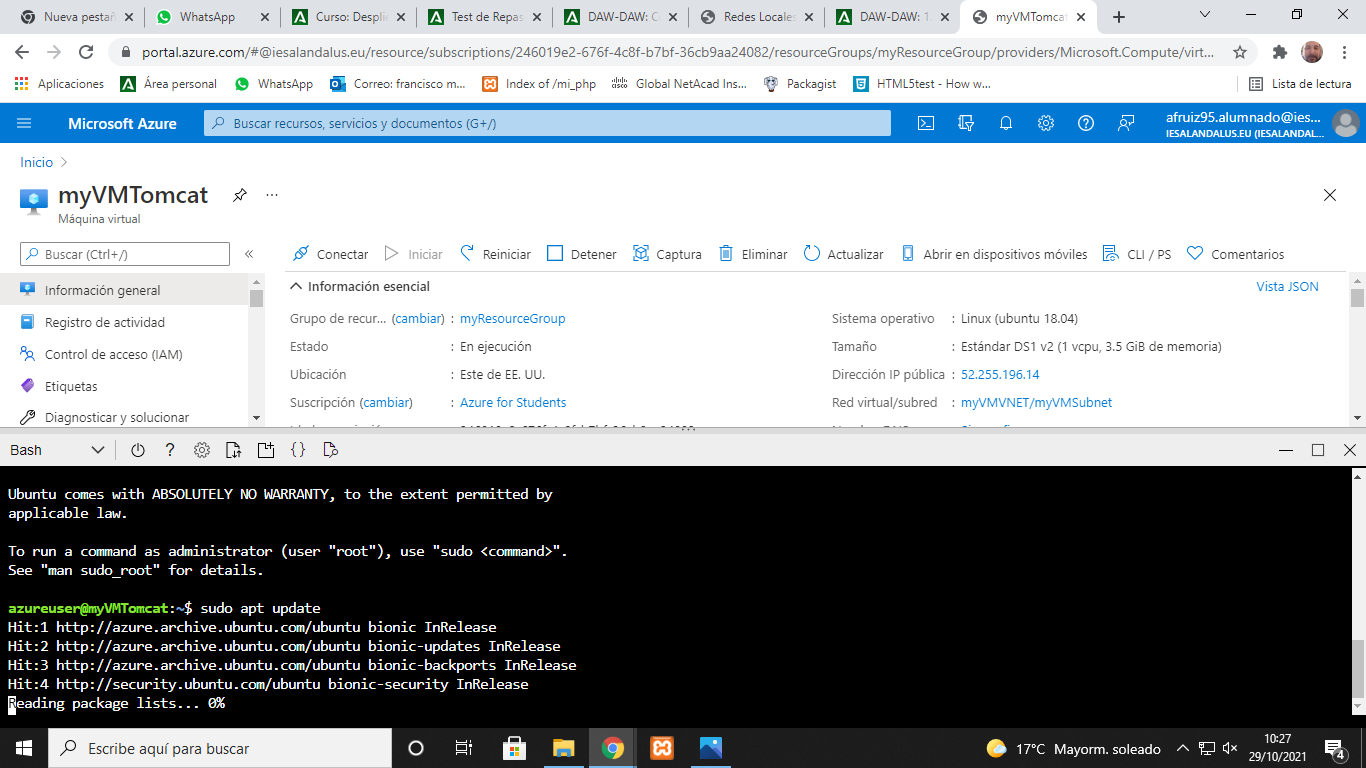 Nueva pestañ
WhatsApp
Curso: Despli
Test de Repas
DAW-DAW: C
Redes Locales
DAW-DAW: T
myVMTomcat
portal.azure.com/#@iesalandalus.eu/resource/subscriptions/246019e2-676f-4c8f-b7bf-36cb9aa24082/resourceGroups/myResourceGroup/providers/Microsoft.Compute/virt...
Aplicaciones
Área personal
WhatsApp
Correo: francisco m...
Index of /mi_php
Global NetAcad Ins...
Packagist
HTML5test - How w...
Lista de lectura
Microsoft Azure
Buscar recursos, servicios y documentos (G+/)
afruiz95.alumnado@ies...
IESALANDALUS.EU (IESALANDAL...
Inicio >
myVMTomcat
...
Máquina virtual
Buscar (Ctrl+/)
«
Conectar
Iniciar
Reiniciar
Detener
Captura
Eliminar
Actualizar
Abrir en dispositivos móviles
CLI / PS
Comentarios
Información general
Registro de actividad
Control de acceso (IAM)
Etiquetas
Diagnosticar y solucionar
Información esencial
Vista JSON
Grupo de recur... (cambiar) : myResourceGroup
Estado : En ejecución
Ubicación : Este de EE. UU.
Suscripción (cambiar) : Azure for Students
Sistema operativo : Linux (ubuntu 18.04)
Tamaño : Estándar DS1 v2 (1 vcpu, 3.5 GiB de memoria)
Dirección IP pública : 52.255.196.14
Red virtual/subred : myVMVNET/myVMSubnet
Bash
?
{}
Ubuntu comes with ABSOLUTELY NO WARRANTY, to the extent permitted by
applicable law.
To run a command as administrator (user "root"), use "sudo <command>".
See "man sudo_root" for details.
azureuser@myVMTomcat:~$ sudo apt update
Hit:1 http://azure.archive.ubuntu.com/ubuntu bionic InRelease
Hit:2 http://azure.archive.ubuntu.com/ubuntu bionic-updates InRelease
Hit:3 http://azure.archive.ubuntu.com/ubuntu bionic-backports InRelease
Hit:4 http://security.ubuntu.com/ubuntu bionic-security InRelease
Reading package lists... 0%
Escribe aquí para buscar
17°C Mayorm. soleado
10:27
29/10/2021
4